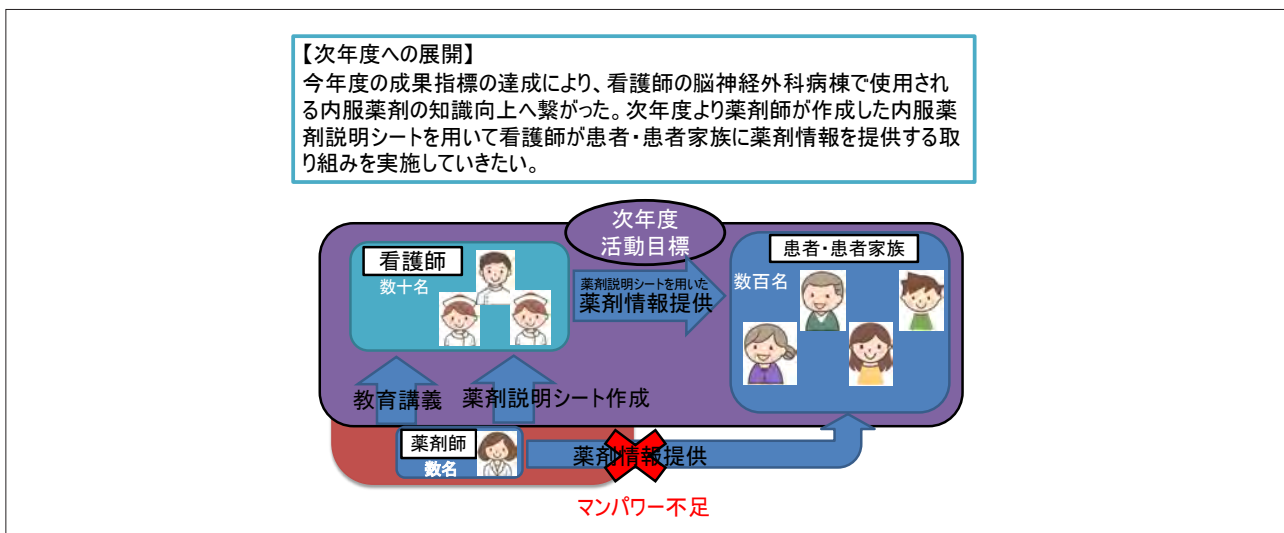 【次年度への展開】
今年度の成果指標の達成により、看護師の脳神経外科病棟で使用され
る内服薬剤の知識向上へ繋がった。次年度より薬剤師が作成した内服薬
剤説明シートを用いて看護師が患者・患者家族に薬剤情報を提供する取
り組みを実施していきたい。
次年度
活動目標
看護師
数十名
薬剤説明シートを用いた
薬剤情報提供
患者・患者家族
数百名
教育講義
薬剤説明シート作成
薬剤師
数名
薬剤情報提供
マンパワー不足